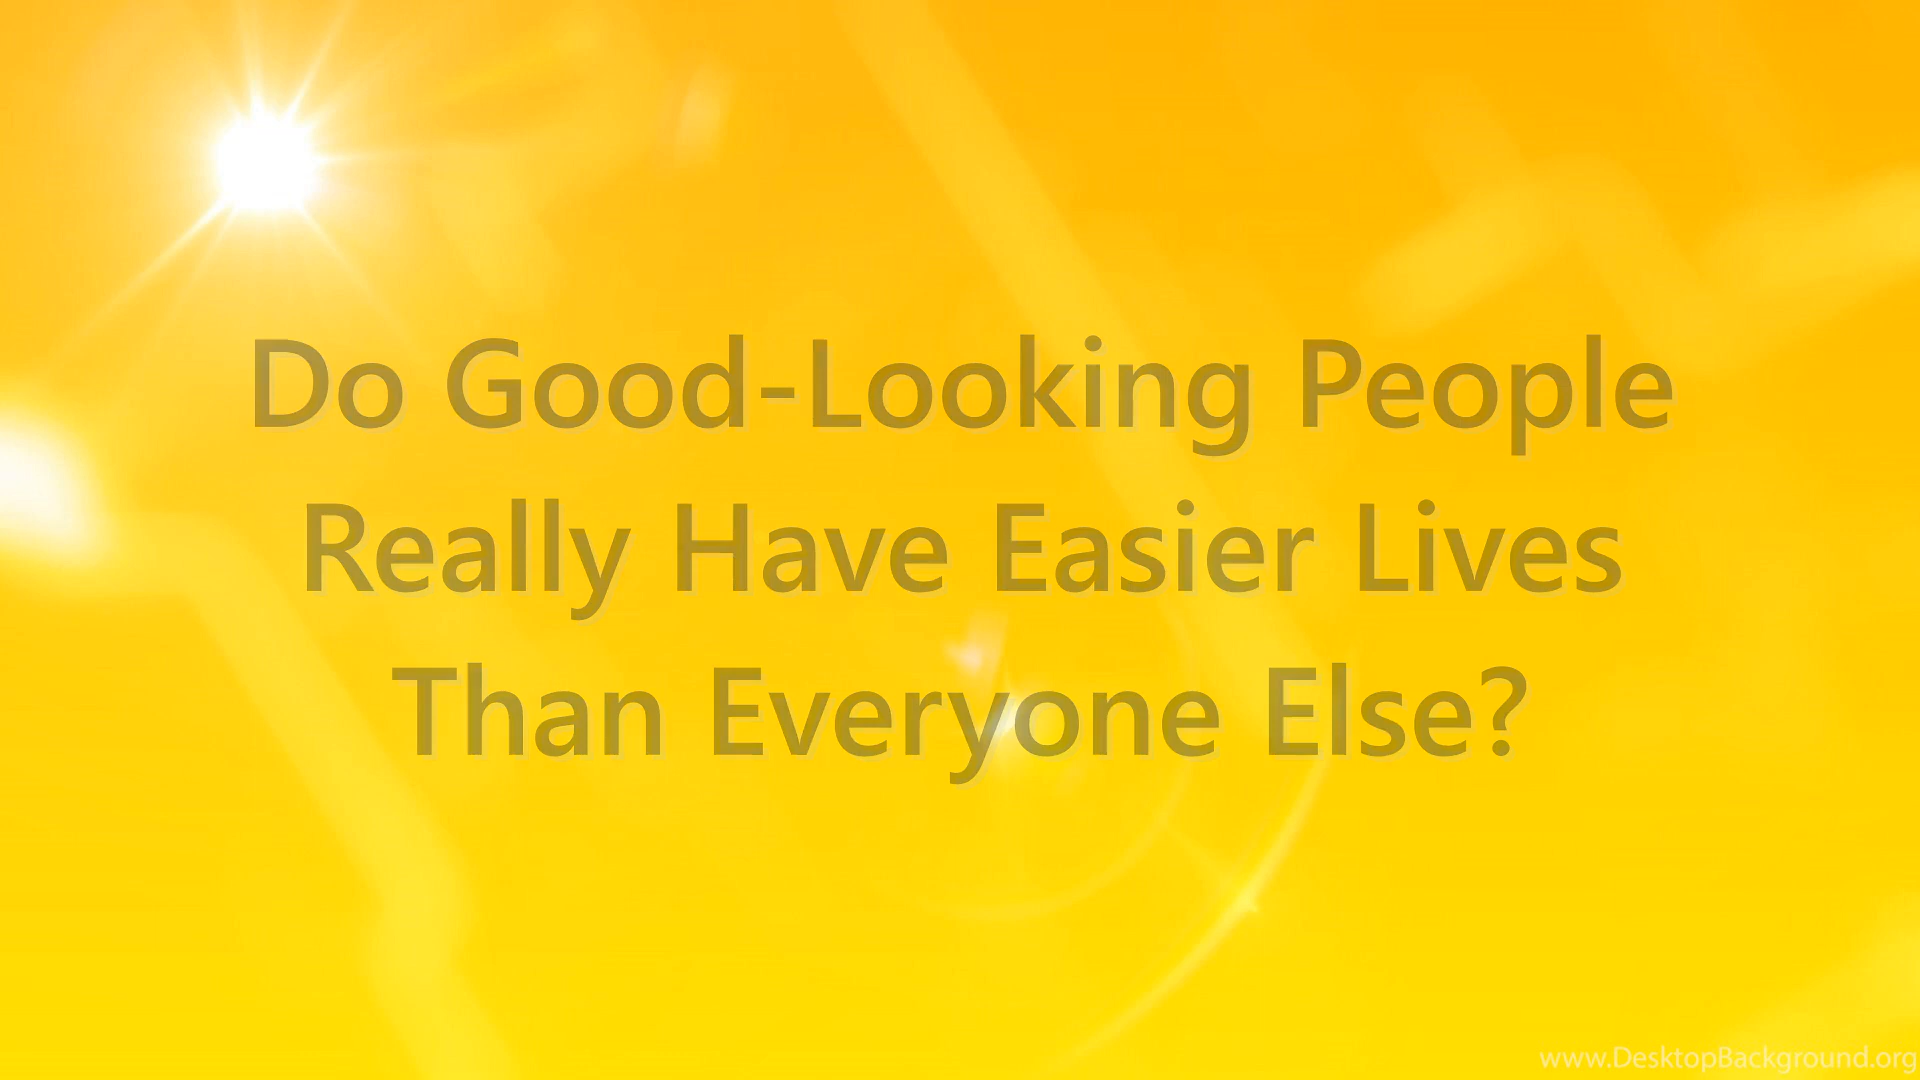 Do Good-Looking People
Really Have Easier Lives
Than Everyone Else?
www.DesktopBackground.org